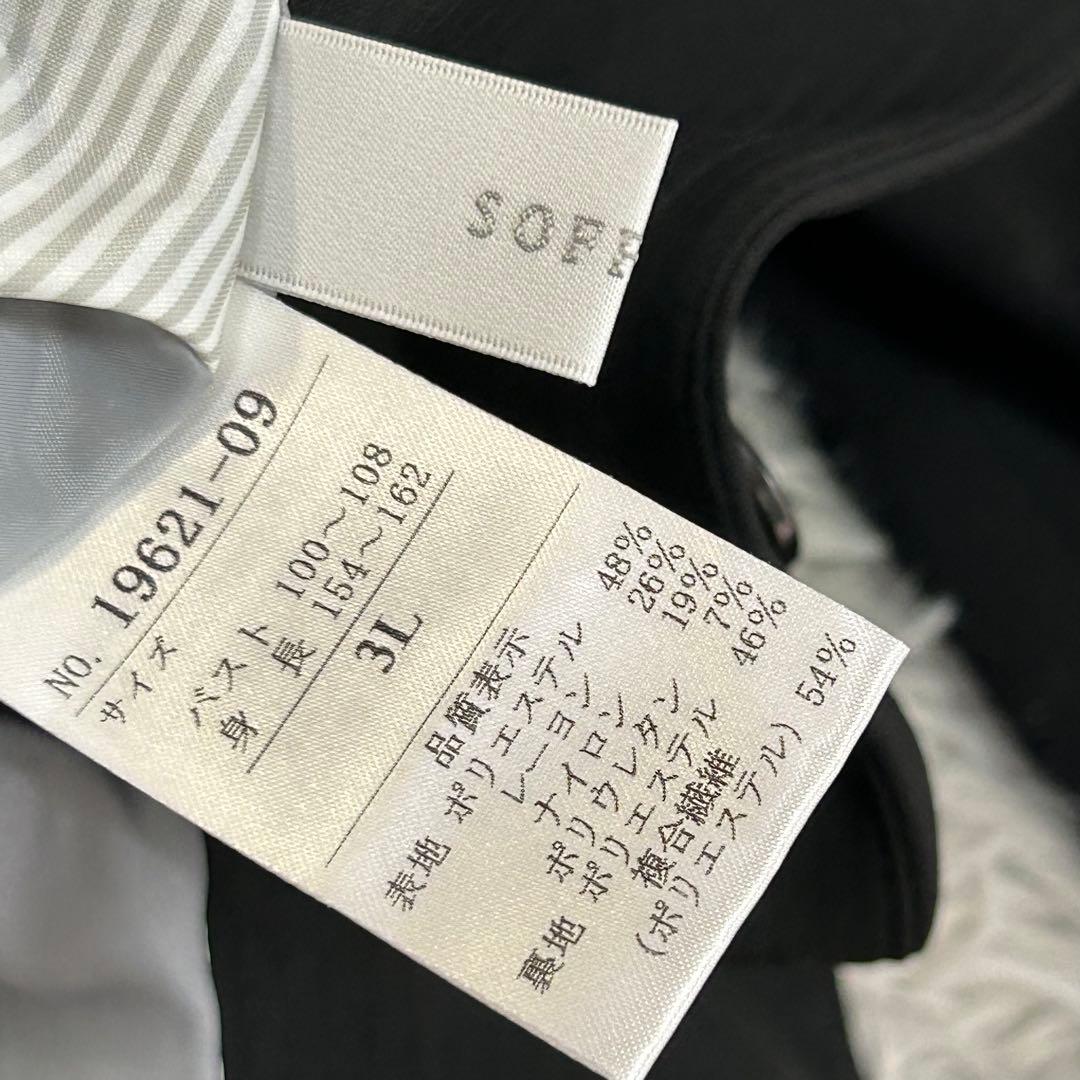 SOF
NO. 19621-09
サイズ
バスト 100～108
身長 154～162
3L
品質表示
表地 ポリエステル 48%
レーヨン 26%
ナイロン 19%
ポリウレタン 7%
裏地 ポリエステル 46%
複合繊維
(ポリエステル) 54%